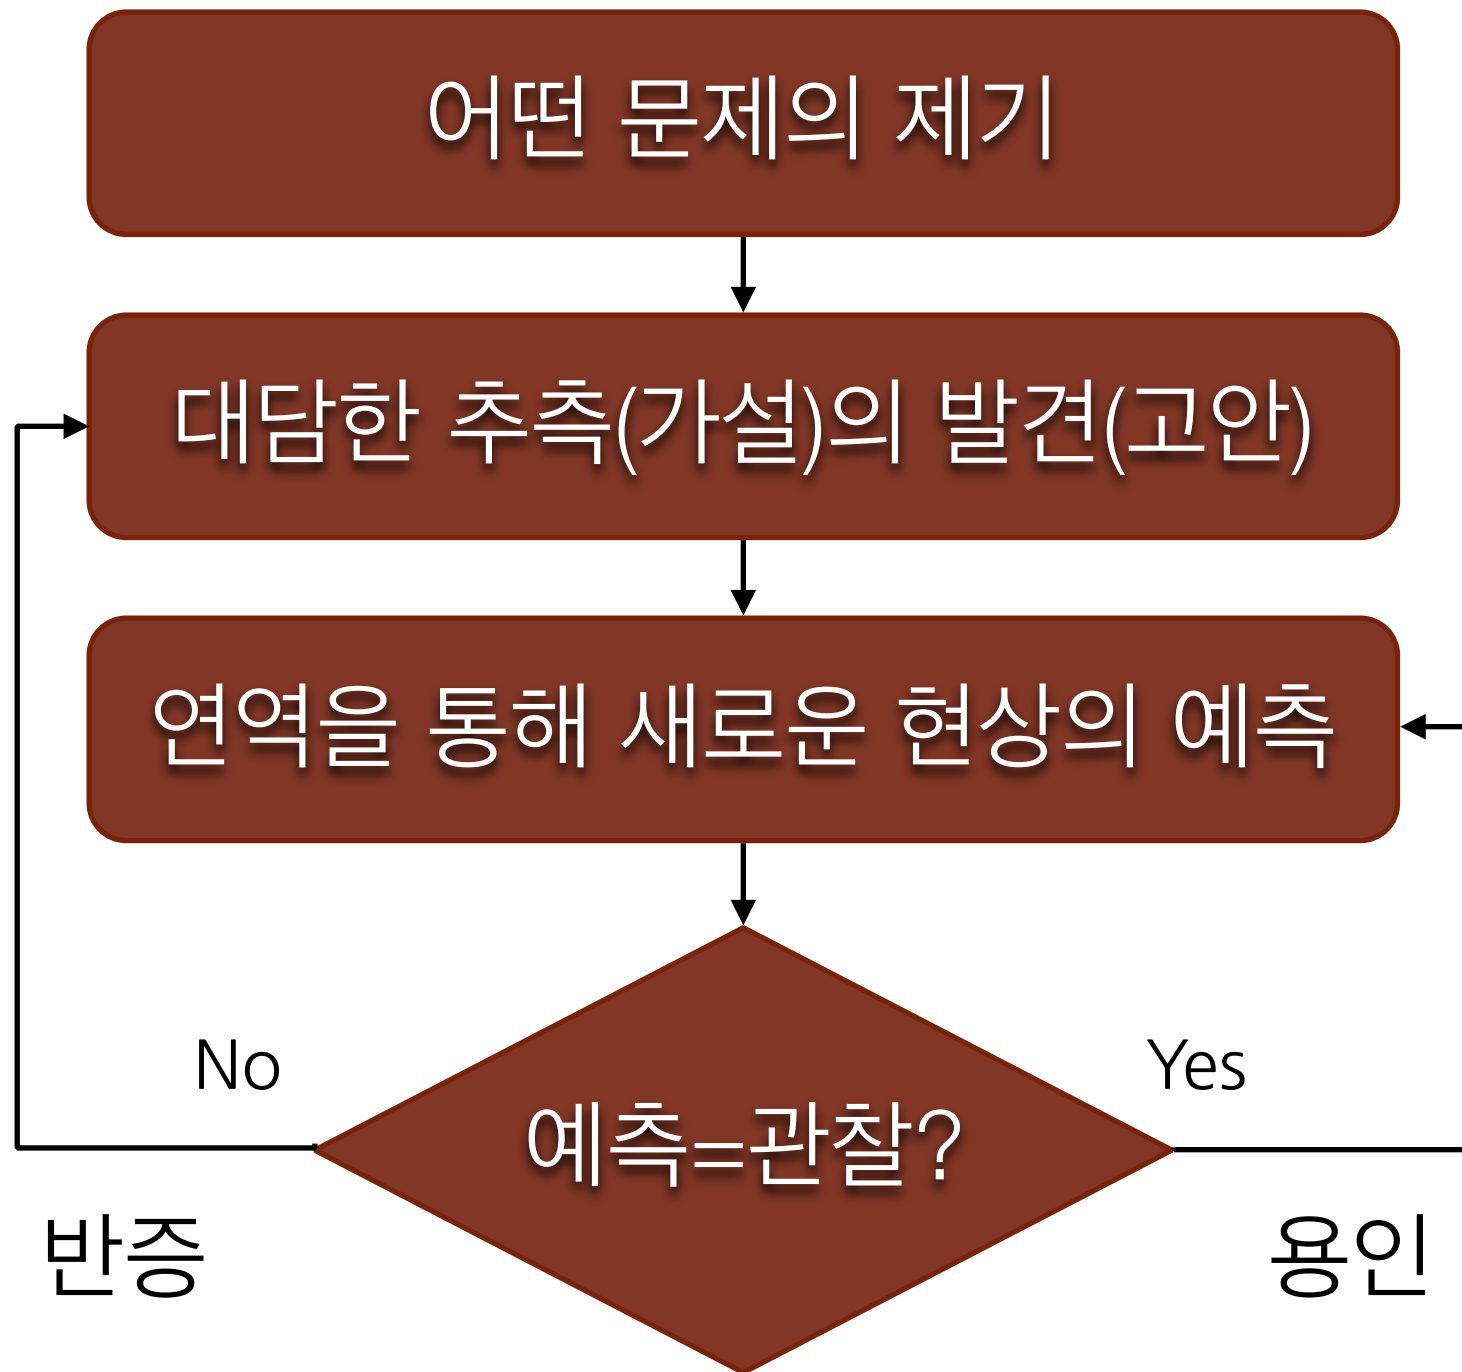 어떤 문제의 제기
대담한 추측(가설)의 발견(고안)
연역을 통해 새로운 현상의 예측
No
Yes
예측=관찰?
반증
용인